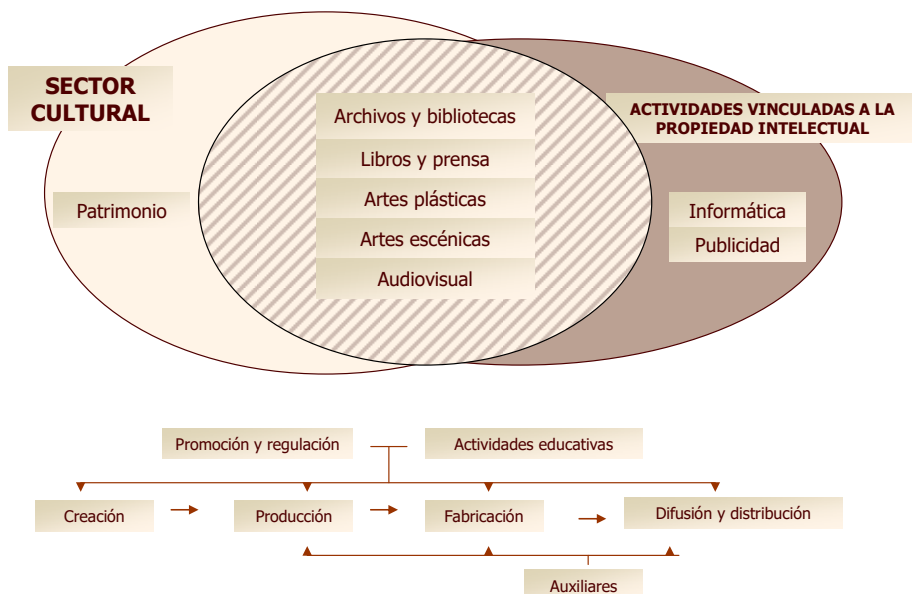 SECTOR
CULTURAL
ACTIVIDADES VINCULADAS A LA
PROPIEDAD INTELECTUAL
Archivos y bibliotecas
Libros y prensa
Artes plásticas
Artes escénicas
Audiovisual
Patrimonio
Informática
Publicidad
Promoción y regulación
Actividades educativas
Creación
Producción
Fabricación
Difusión y distribución
Auxiliares